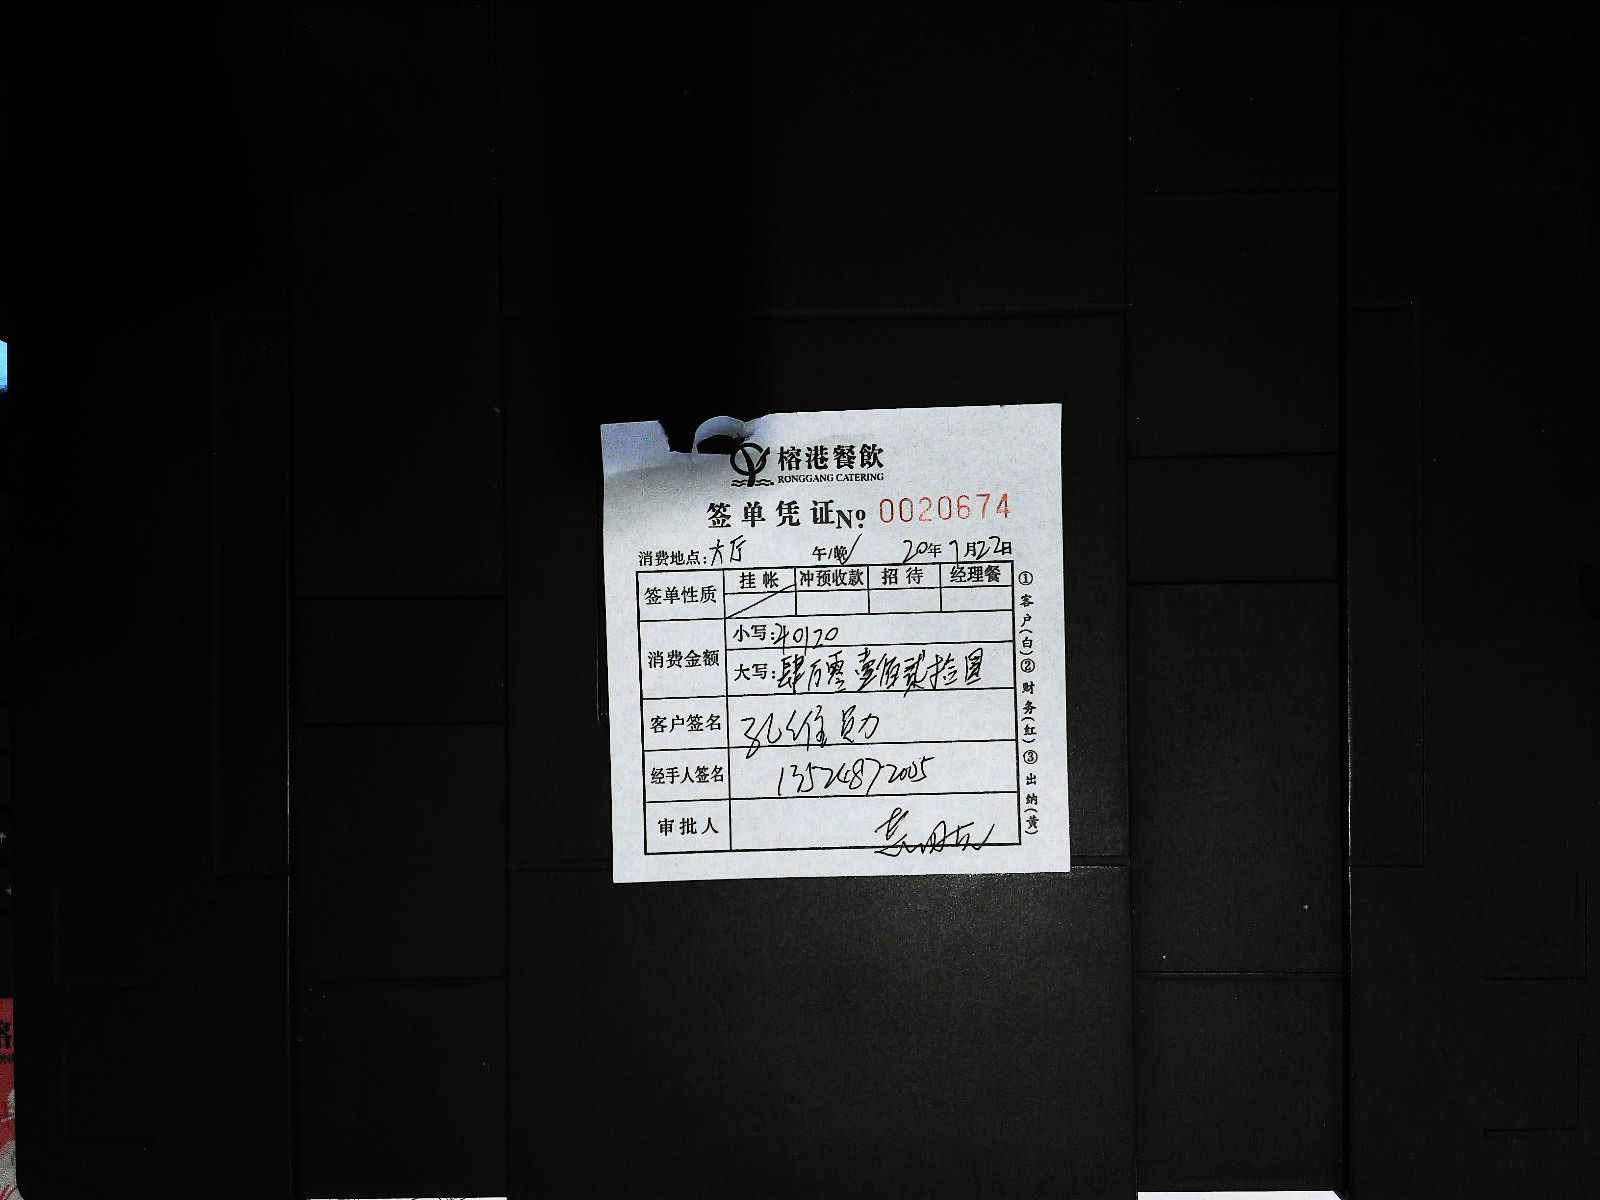 榕港餐飲
RONGGANG CATERING
签单凭证№ 0020674
消费地点:大厅 午/晚√ 20年7月22日
签单性质 挂帐 冲预收款 招待 经理餐
消费金额 小写:40120
大写:肆万零壹佰贰拾圆
客户签名 孔维勋
经手人签名 13524872005
审批人
①客户(白)②财务(红)③出纳(黄)